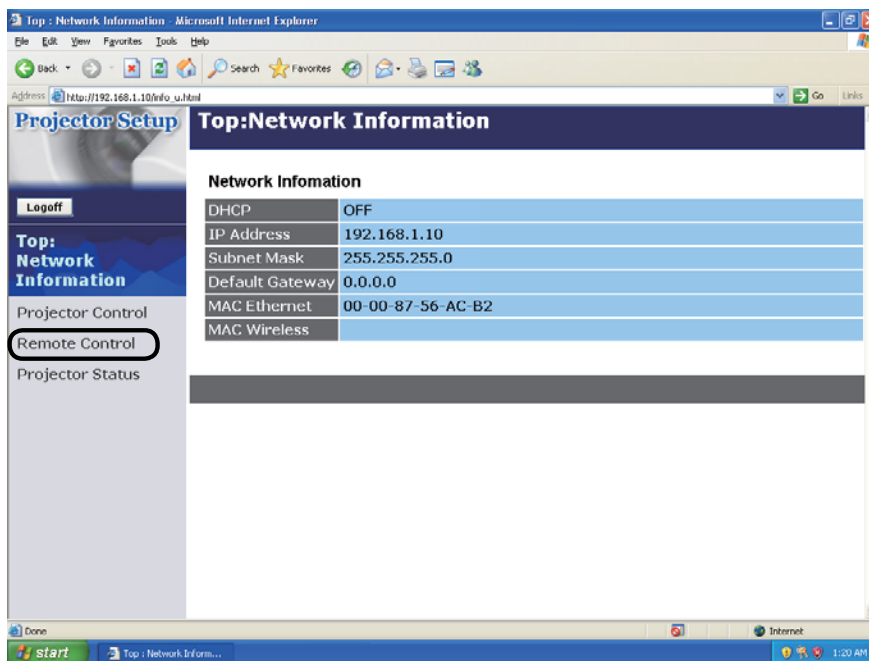 Top : Network Information - Microsoft Internet Explorer
File Edit View Favorites Tools Help
Back Search Favorites
Address http://192.168.1.10/info_u.html Go Links
Projector Setup
Top:Network Information
Network Infomation
Logoff
DHCP OFF
IP Address 192.168.1.10
Subnet Mask 255.255.255.0
Default Gateway 0.0.0.0
MAC Ethernet 00-00-87-56-AC-B2
MAC Wireless
Top:
Network
Information
Projector Control
Remote Control
Projector Status
Done Internet
start Top : Network Inform... 1:20 AM